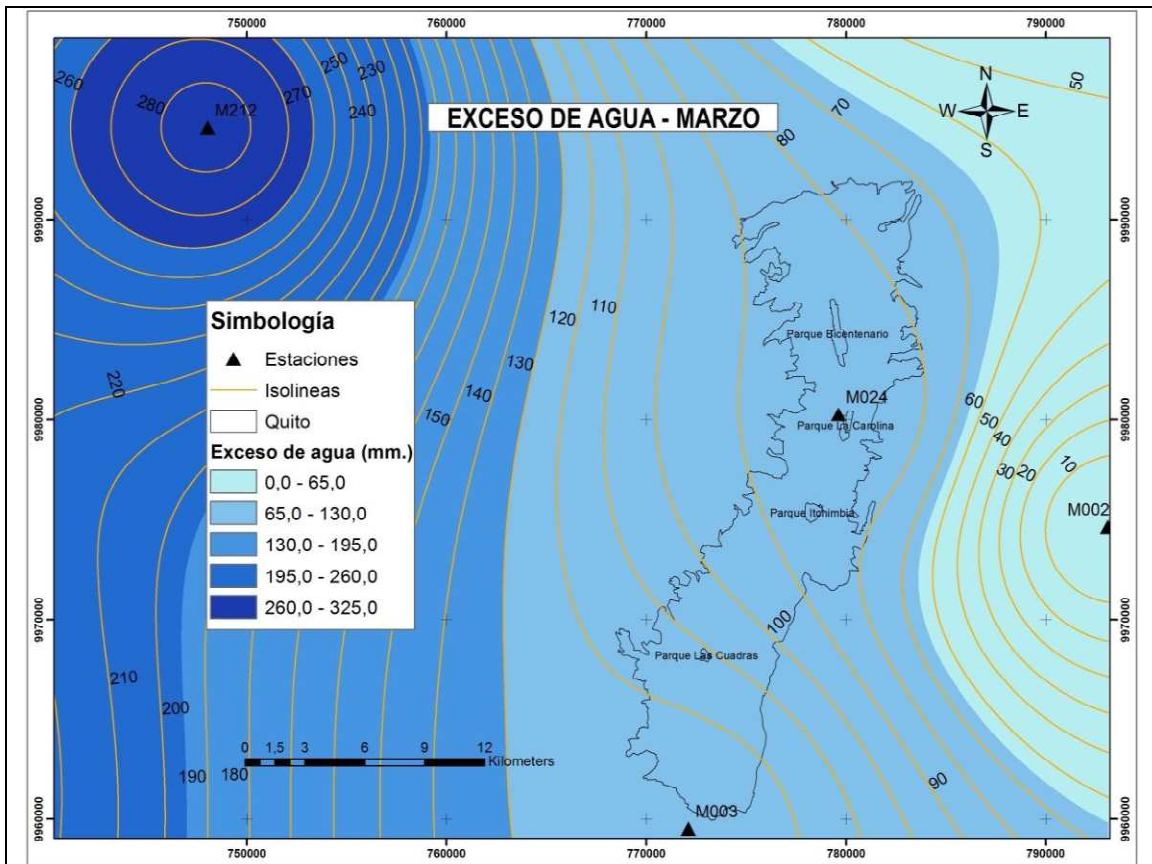 750000 760000 770000 780000 790000
EXCESO DE AGUA - MARZO
N
W E
S
260
250
230
240
270
280
M212
50
70
80
9990000 9990000
220
120
110
130
140
150
Simbología
Estaciones
Isolineas
Quito
Exceso de agua (mm.)
0,0 - 65,0
65,0 - 130,0
130,0 - 195,0
195,0 - 260,0
260,0 - 325,0
Parque Bicentenario
M024
Parque La Carolina
9980000 9980000
60
50
40
30
20
10
M002
Parque Itchimbia
100
9970000 9970000
Parque Las Cuadras
210
200
190
180
90
0 1,5 3 6 9 12
Kilometers
M003
9960000 9960000
750000 760000 770000 780000 790000